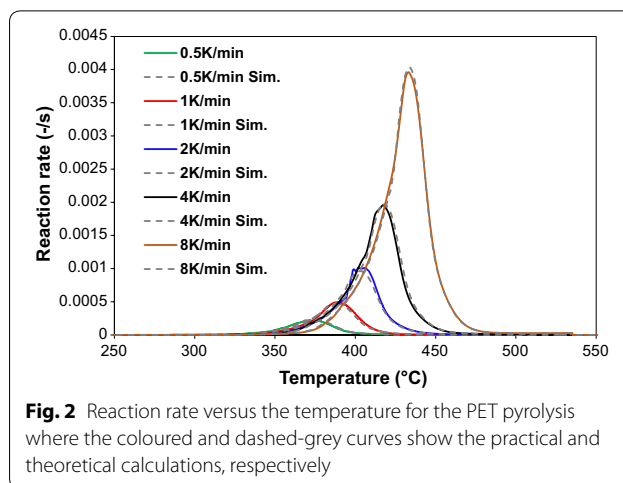 0.0045
0.004
0.0035
0.003
0.0025
0.002
0.0015
0.001
0.0005
0
Reaction rate (-/s)
0.5K/min
0.5K/min Sim.
1K/min
1K/min Sim.
2K/min
2K/min Sim.
4K/min
4K/min Sim.
8K/min
8K/min Sim.
250 300 350 400 450 500 550
Temperature (°C)
Fig. 2 Reaction rate versus the temperature for the PET pyrolysis
where the coloured and dashed-grey curves show the practical and
theoretical calculations, respectively